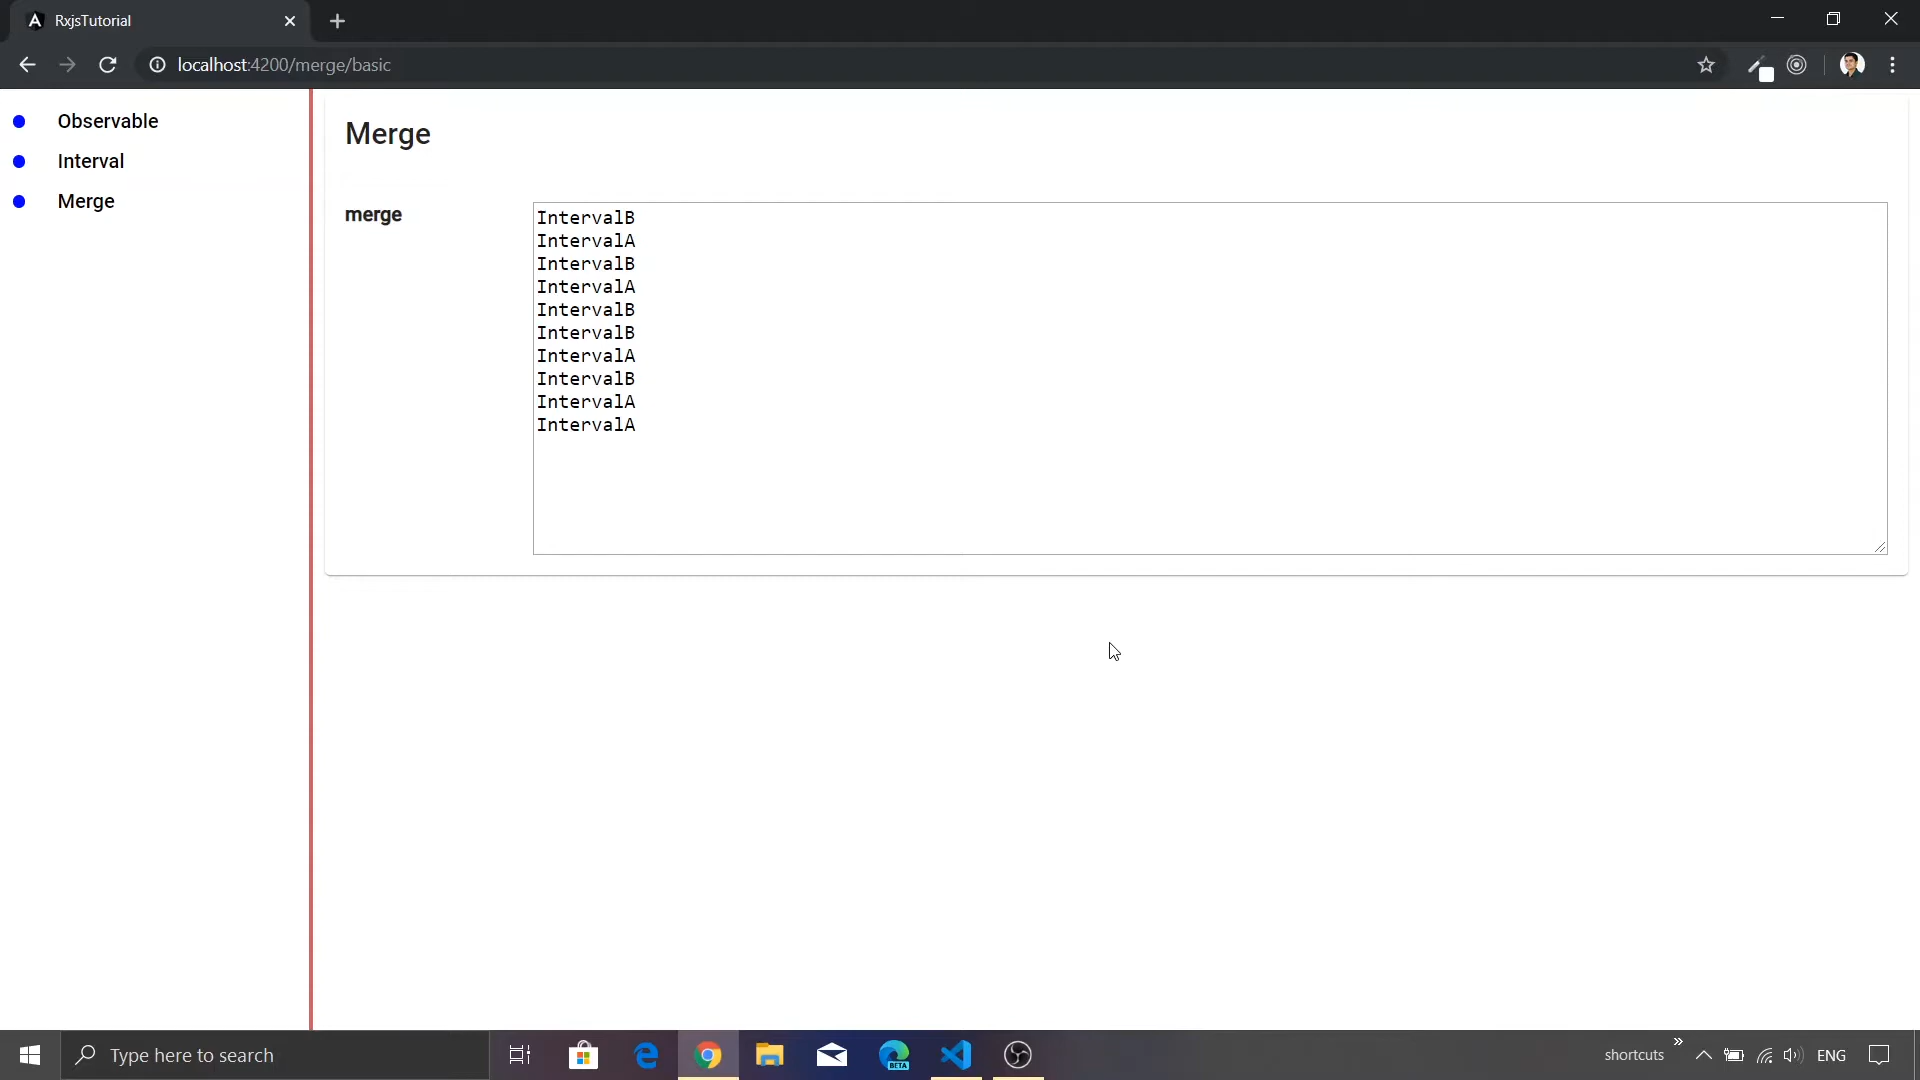 RxjsTutorial
localhost:4200/merge/basic
Observable
Interval
Merge
Merge
merge
IntervalB
IntervalA
IntervalB
IntervalA
IntervalB
IntervalB
IntervalA
IntervalB
IntervalA
IntervalA
Type here to search
BETA
shortcuts
ENG